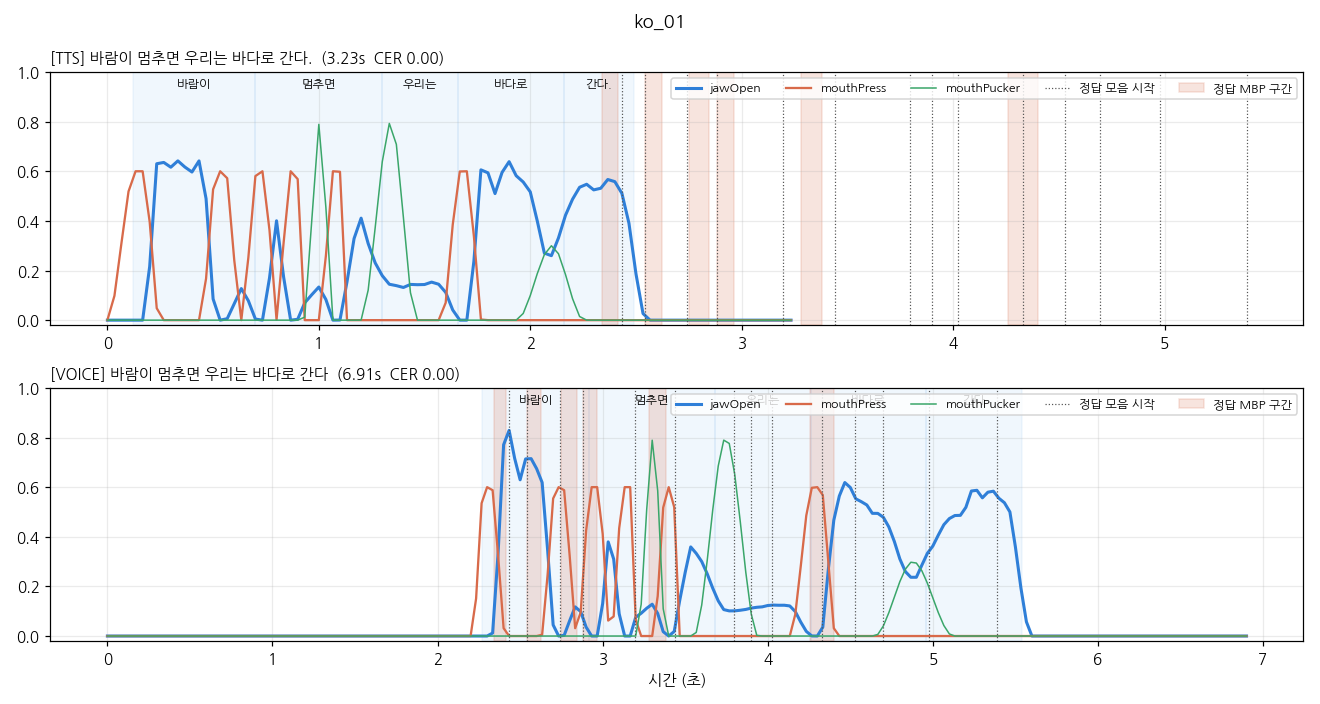 ko_01
[TTS] 바람이 멈추면 우리는 바다로 간다. (3.23s CER 0.00)
바람이 멈추면 우리는 바다로 간다.
jawOpen mouthPress mouthPucker 정답 모음 시작 정답 MBP 구간
1.0
0.8
0.6
0.4
0.2
0.0
0 1 2 3 4 5
[VOICE] 바람이 멈추면 우리는 바다로 간다 (6.91s CER 0.00)
바람이 멈추면 우리는
jawOpen mouthPress mouthPucker 정답 모음 시작 정답 MBP 구간
1.0
0.8
0.6
0.4
0.2
0.0
0 1 2 3 4 5 6 7
시간 (초)